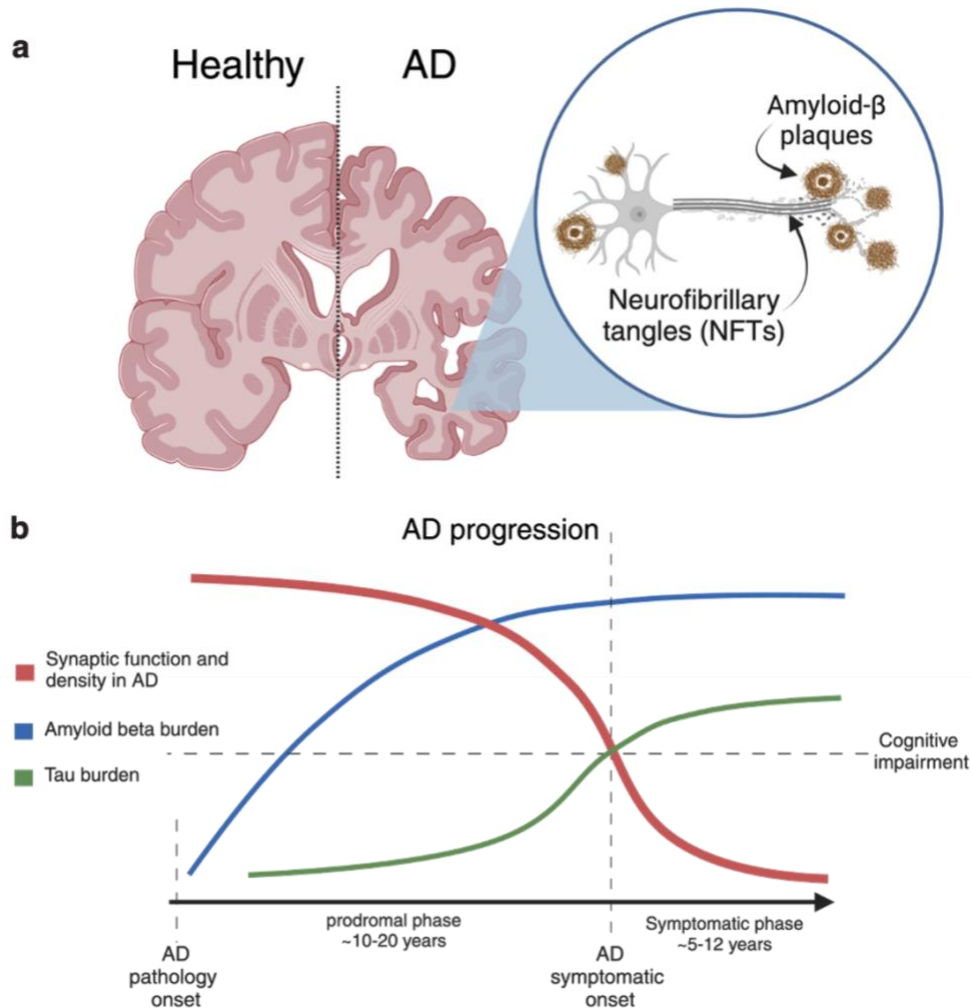 a
Healthy
AD
Amyloid-β
plaques
Neurofibrillary
tangles (NFTs)
b
AD progression
Synaptic function and
density in AD
Amyloid beta burden
Tau burden
Cognitive
impairment
prodromal phase
~10-20 years
Symptomatic phase
~5-12 years
AD
pathology
onset
AD
symptomatic
onset